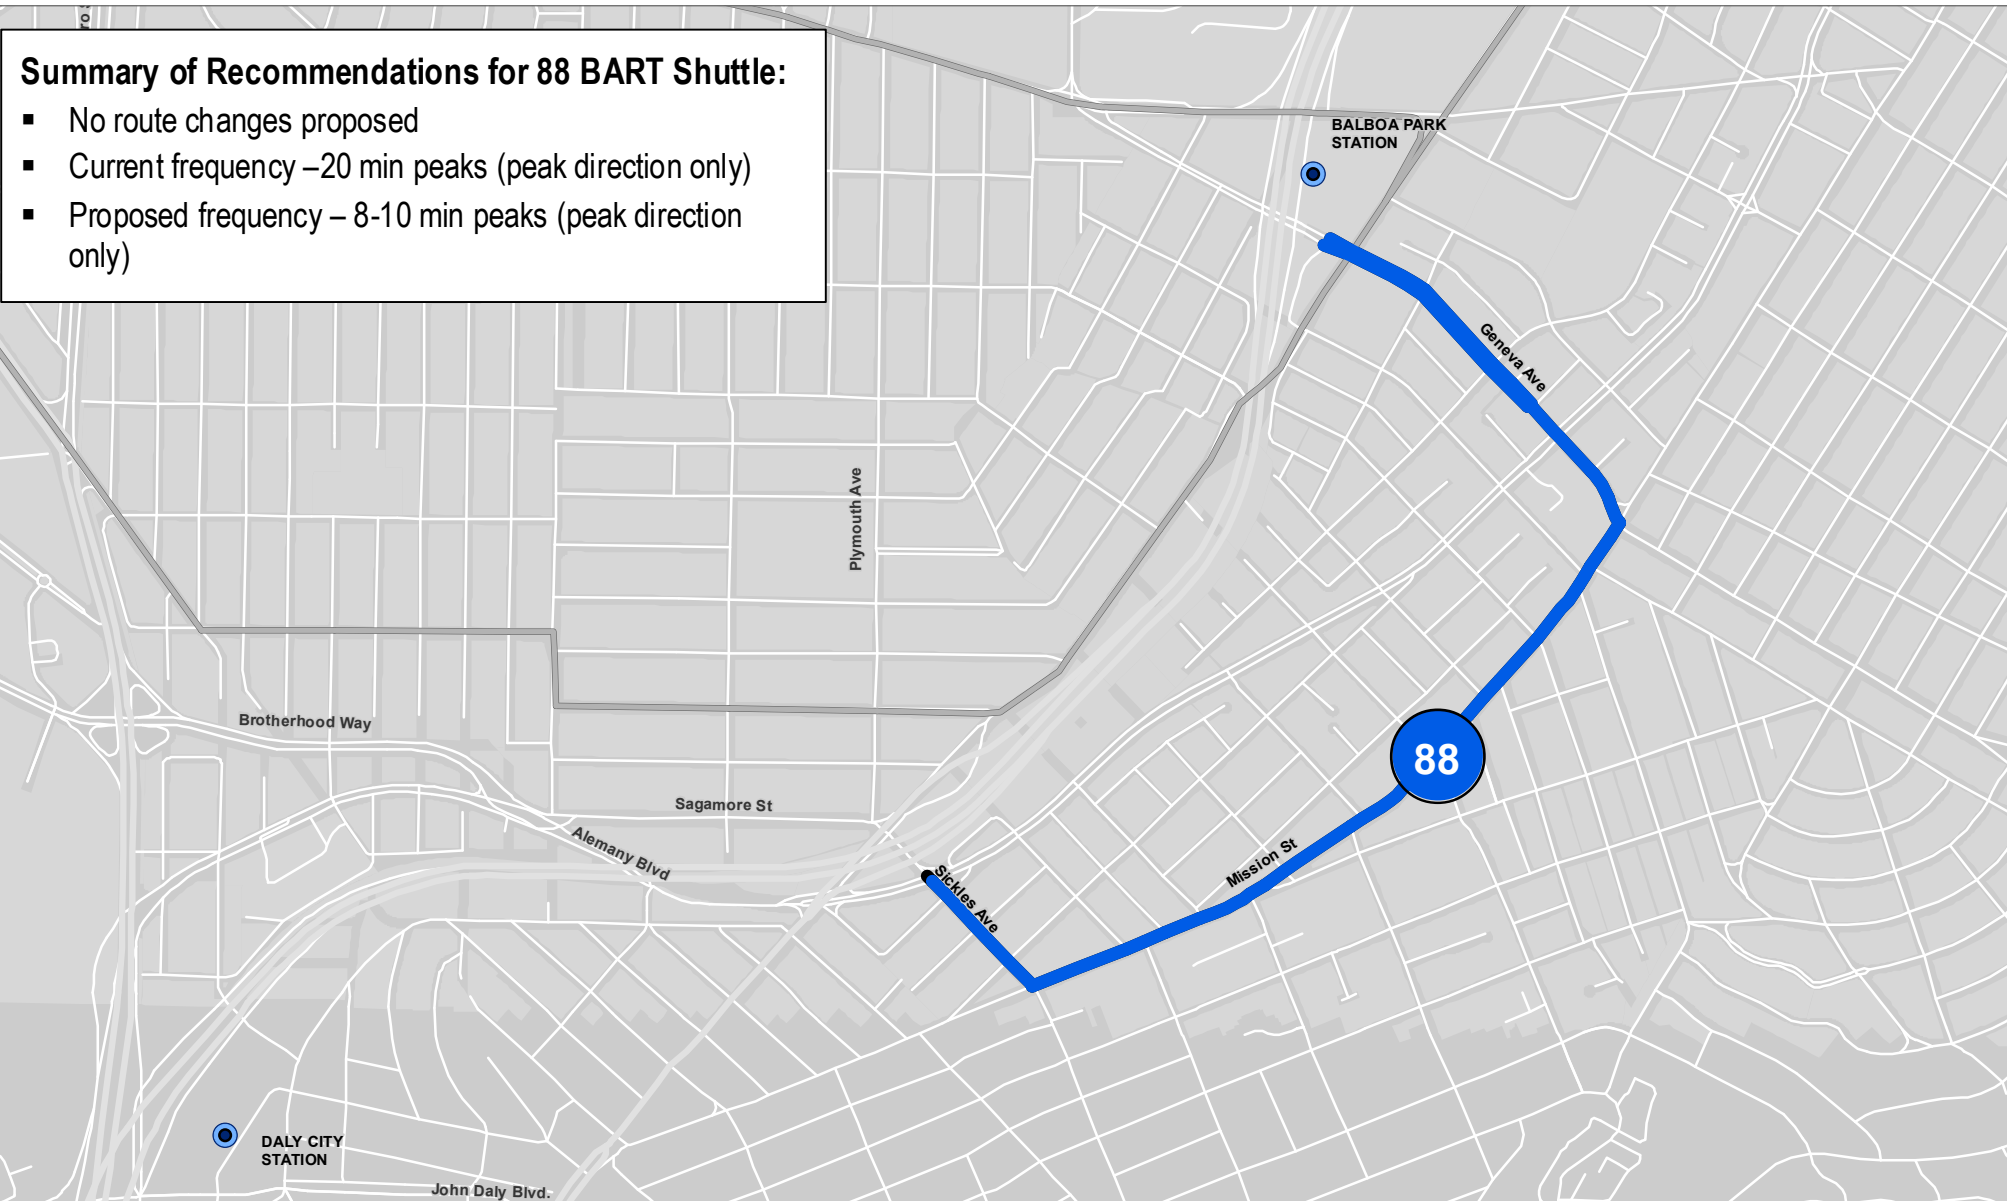 Summary of Recommendations for 88 BART Shuttle:
▪ No route changes proposed
▪ Current frequency –20 min peaks (peak direction only)
▪ Proposed frequency – 8-10 min peaks (peak direction
only)
BALBOA PARK
STATION
Geneva Ave
Plymouth Ave
Brotherhood Way
88
Sagamore St
Alemany Blvd
Mission St
Sickles Ave
DALY CITY
STATION
John Daly Blvd.